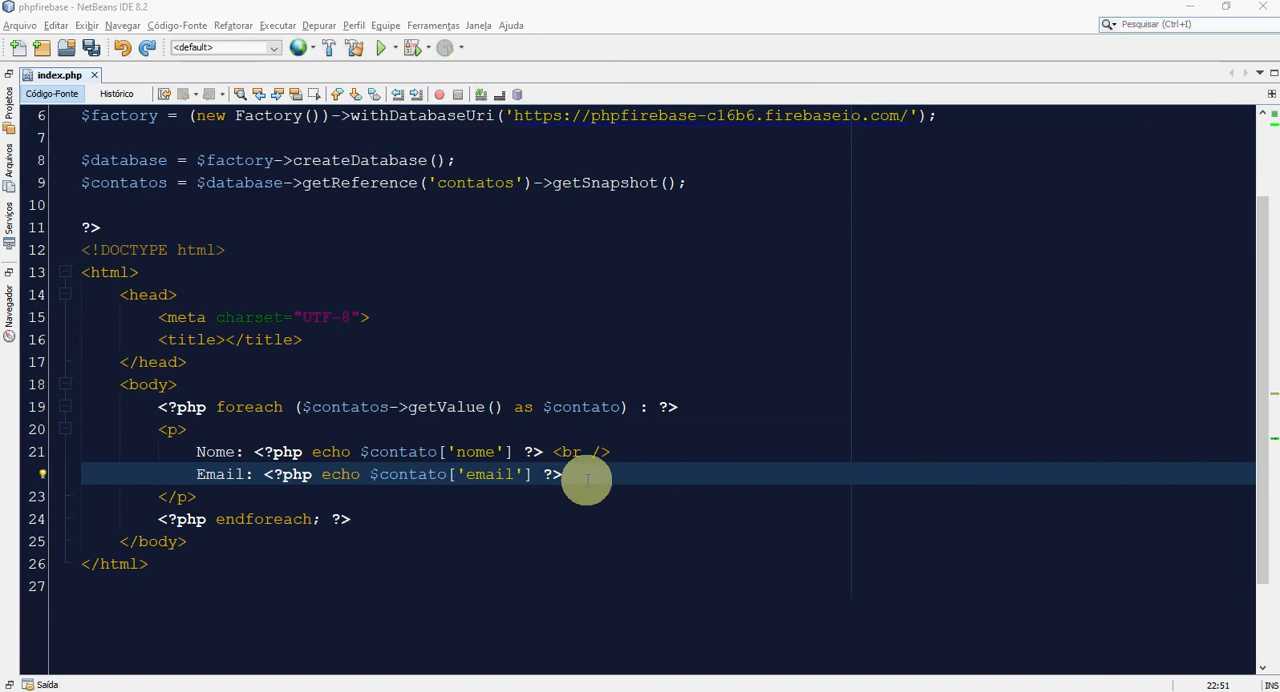 phpfirebase - NetBeans IDE 8.2
Arquivo Editar Exibir Navegar Código-Fonte Refatorar Executar Depurar Perfil Equipe Ferramentas Janela Ajuda
Pesquisar (Ctrl+I)
<default>
index.php
Código-Fonte Histórico
Projetos
Arquivos
Serviços
Navegador
6 $factory = (new Factory())->withDatabaseUri('https://phpfirebase-c16b6.firebaseio.com/');
7
8 $database = $factory->createDatabase();
9 $contatos = $database->getReference('contatos')->getSnapshot();
10
11 ?>
12 <!DOCTYPE html>
13 <html>
14 <head>
15 <meta charset="UTF-8">
16 <title></title>
17 </head>
18 <body>
19 <?php foreach ($contatos->getValue() as $contato) : ?>
20 <p>
21 Nome: <?php echo $contato['nome'] ?> <br />
Email: <?php echo $contato['email'] ?>
23 </p>
24 <?php endforeach; ?>
25 </body>
26 </html>
27
Saída
22:51 INS